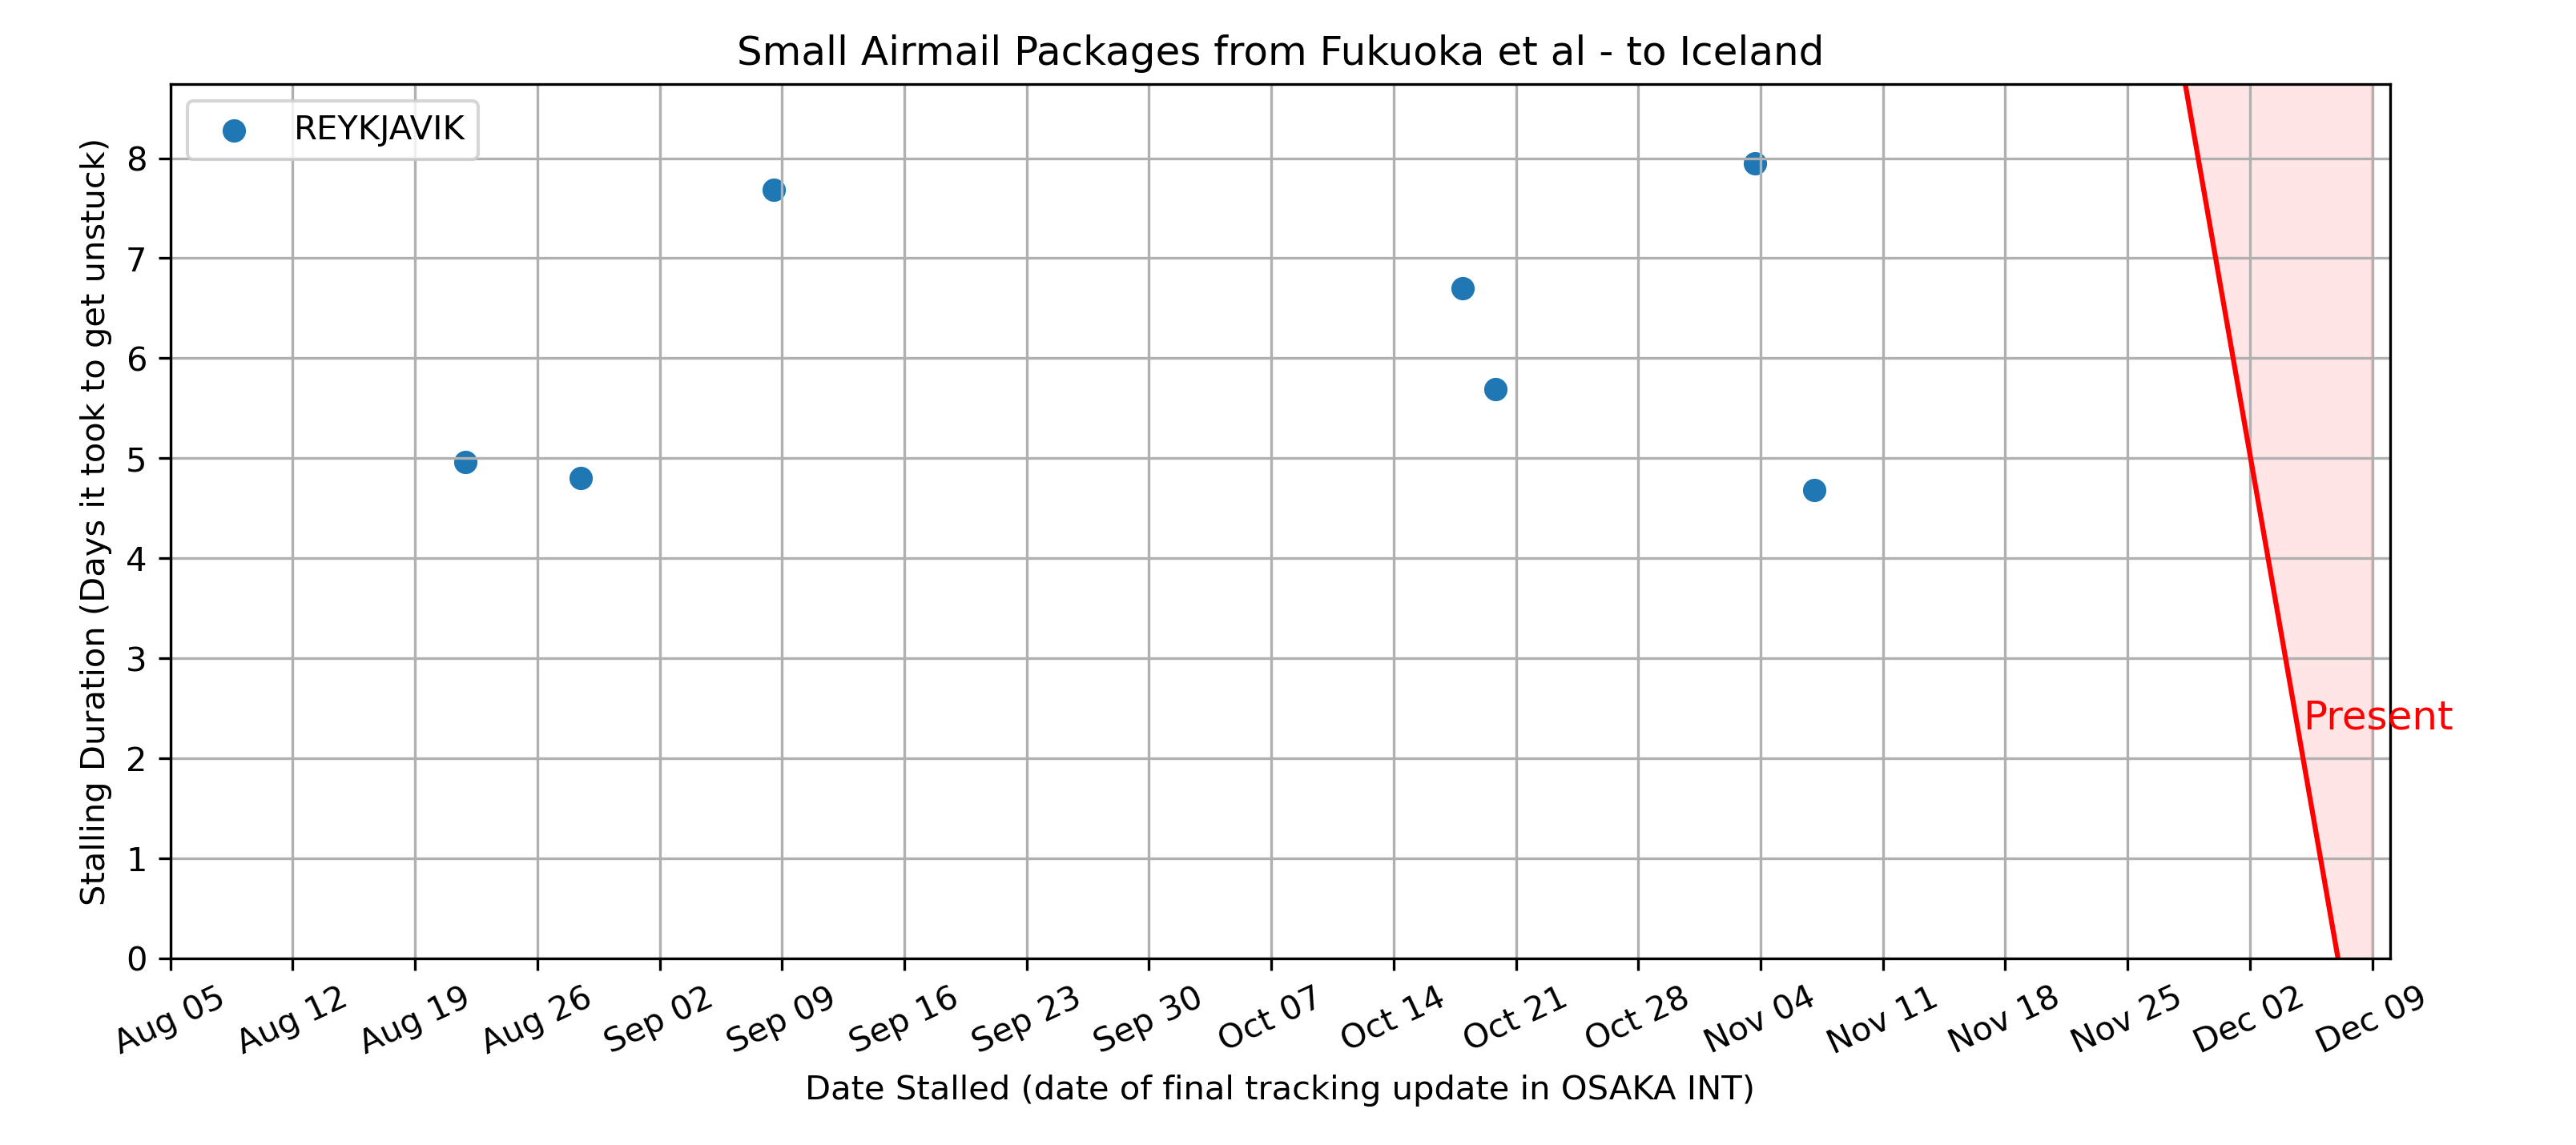 Small Airmail Packages from Fukuoka et al - to Iceland
REYKJAVIK
Stalling Duration (Days it took to get unstuck)
8
7
6
5
4
3
2
1
0
Present
Aug 05
Aug 12
Aug 19
Aug 26
Sep 02
Sep 09
Sep 16
Sep 23
Sep 30
Oct 07
Oct 14
Oct 21
Oct 28
Nov 04
Nov 11
Nov 18
Nov 25
Dec 02
Dec 09
Date Stalled (date of final tracking update in OSAKA INT)